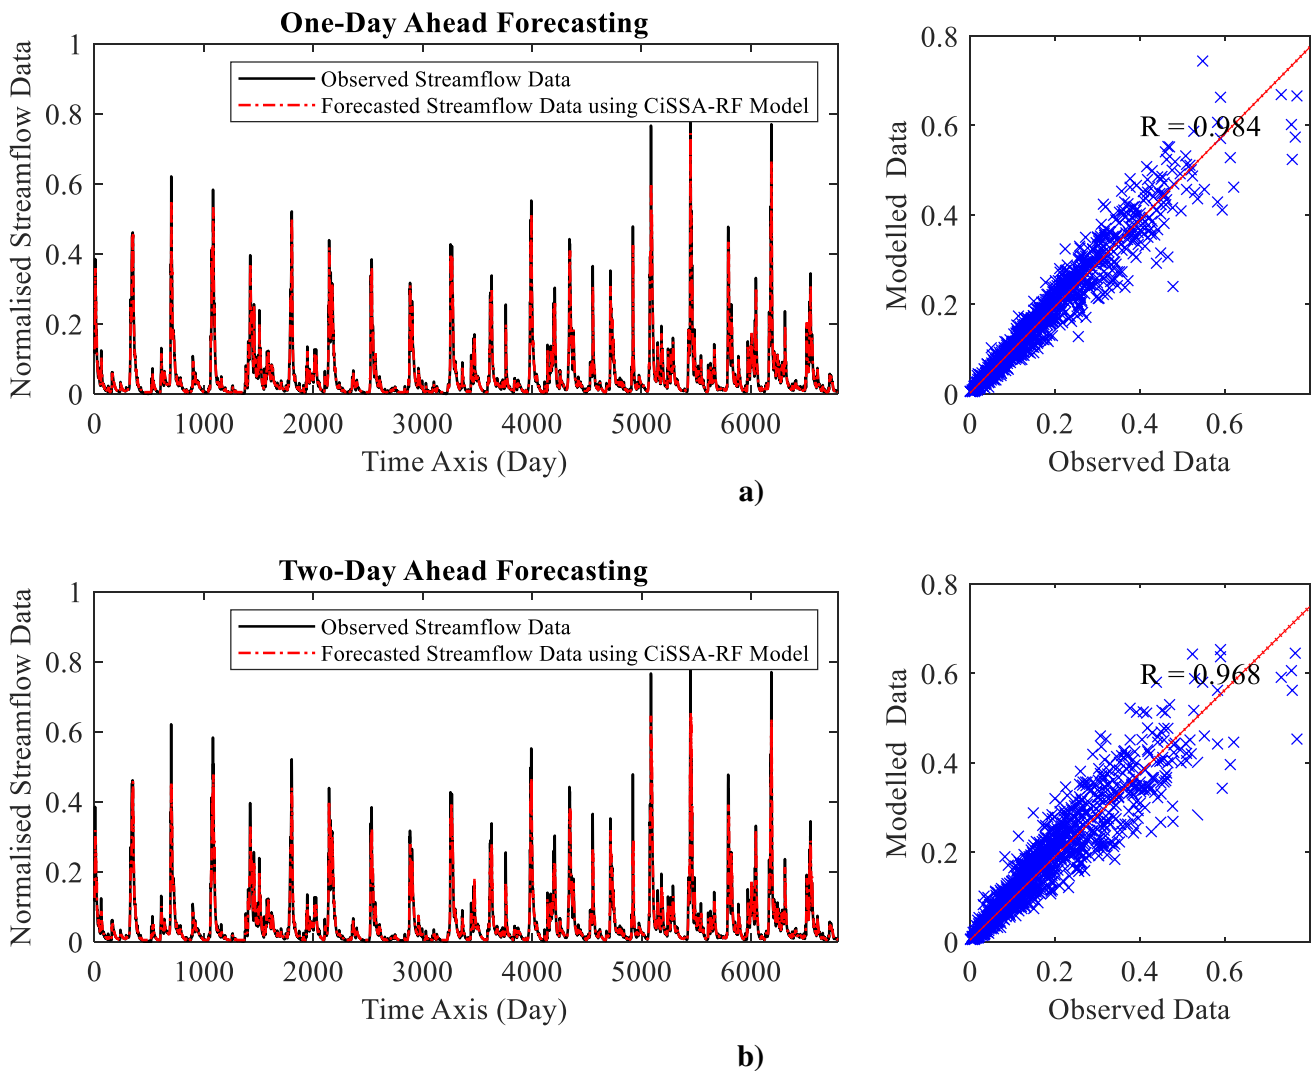 One-Day Ahead Forecasting
Normalised Streamflow Data
1
0.8
0.6
0.4
0.2
0
Observed Streamflow Data
Forecasted Streamflow Data using CiSSA-RF Model
0 1000 2000 3000 4000 5000 6000
Time Axis (Day)
Modelled Data
0.8
0.6
0.4
0.2
0
R = 0.984
0 0.2 0.4 0.6
Observed Data
a)
Two-Day Ahead Forecasting
Normalised Streamflow Data
1
0.8
0.6
0.4
0.2
0
Observed Streamflow Data
Forecasted Streamflow Data using CiSSA-RF Model
0 1000 2000 3000 4000 5000 6000
Time Axis (Day)
Modelled Data
0.8
0.6
0.4
0.2
0
R = 0.968
0 0.2 0.4 0.6
Observed Data
b)